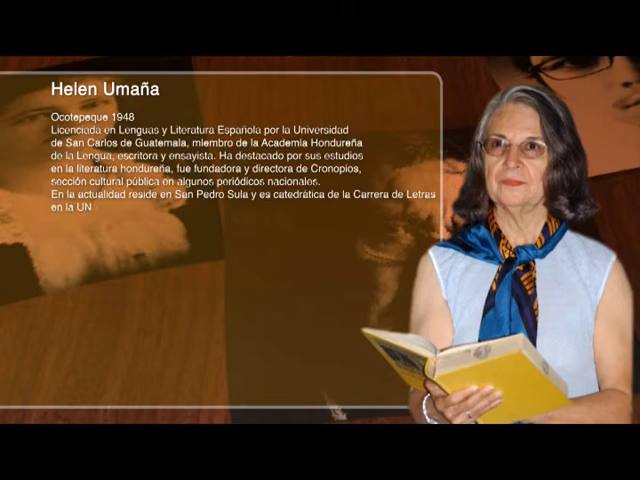 Helen Umaña
Ocotepeque 1948
Licenciada en Lenguas y Literatura Española por la Universidad
de San Carlos de Guatemala, miembro de la Academia Hondureña
de la Lengua, escritora y ensayista. Ha destacado por sus estudios
en la literatura hondureña, fue fundadora y directora de Cronopios,
sección cultural pública en algunos periódicos nacionales.
En la actualidad reside en San Pedro Sula y es catedrática de la Carrera de Letras
en la UN